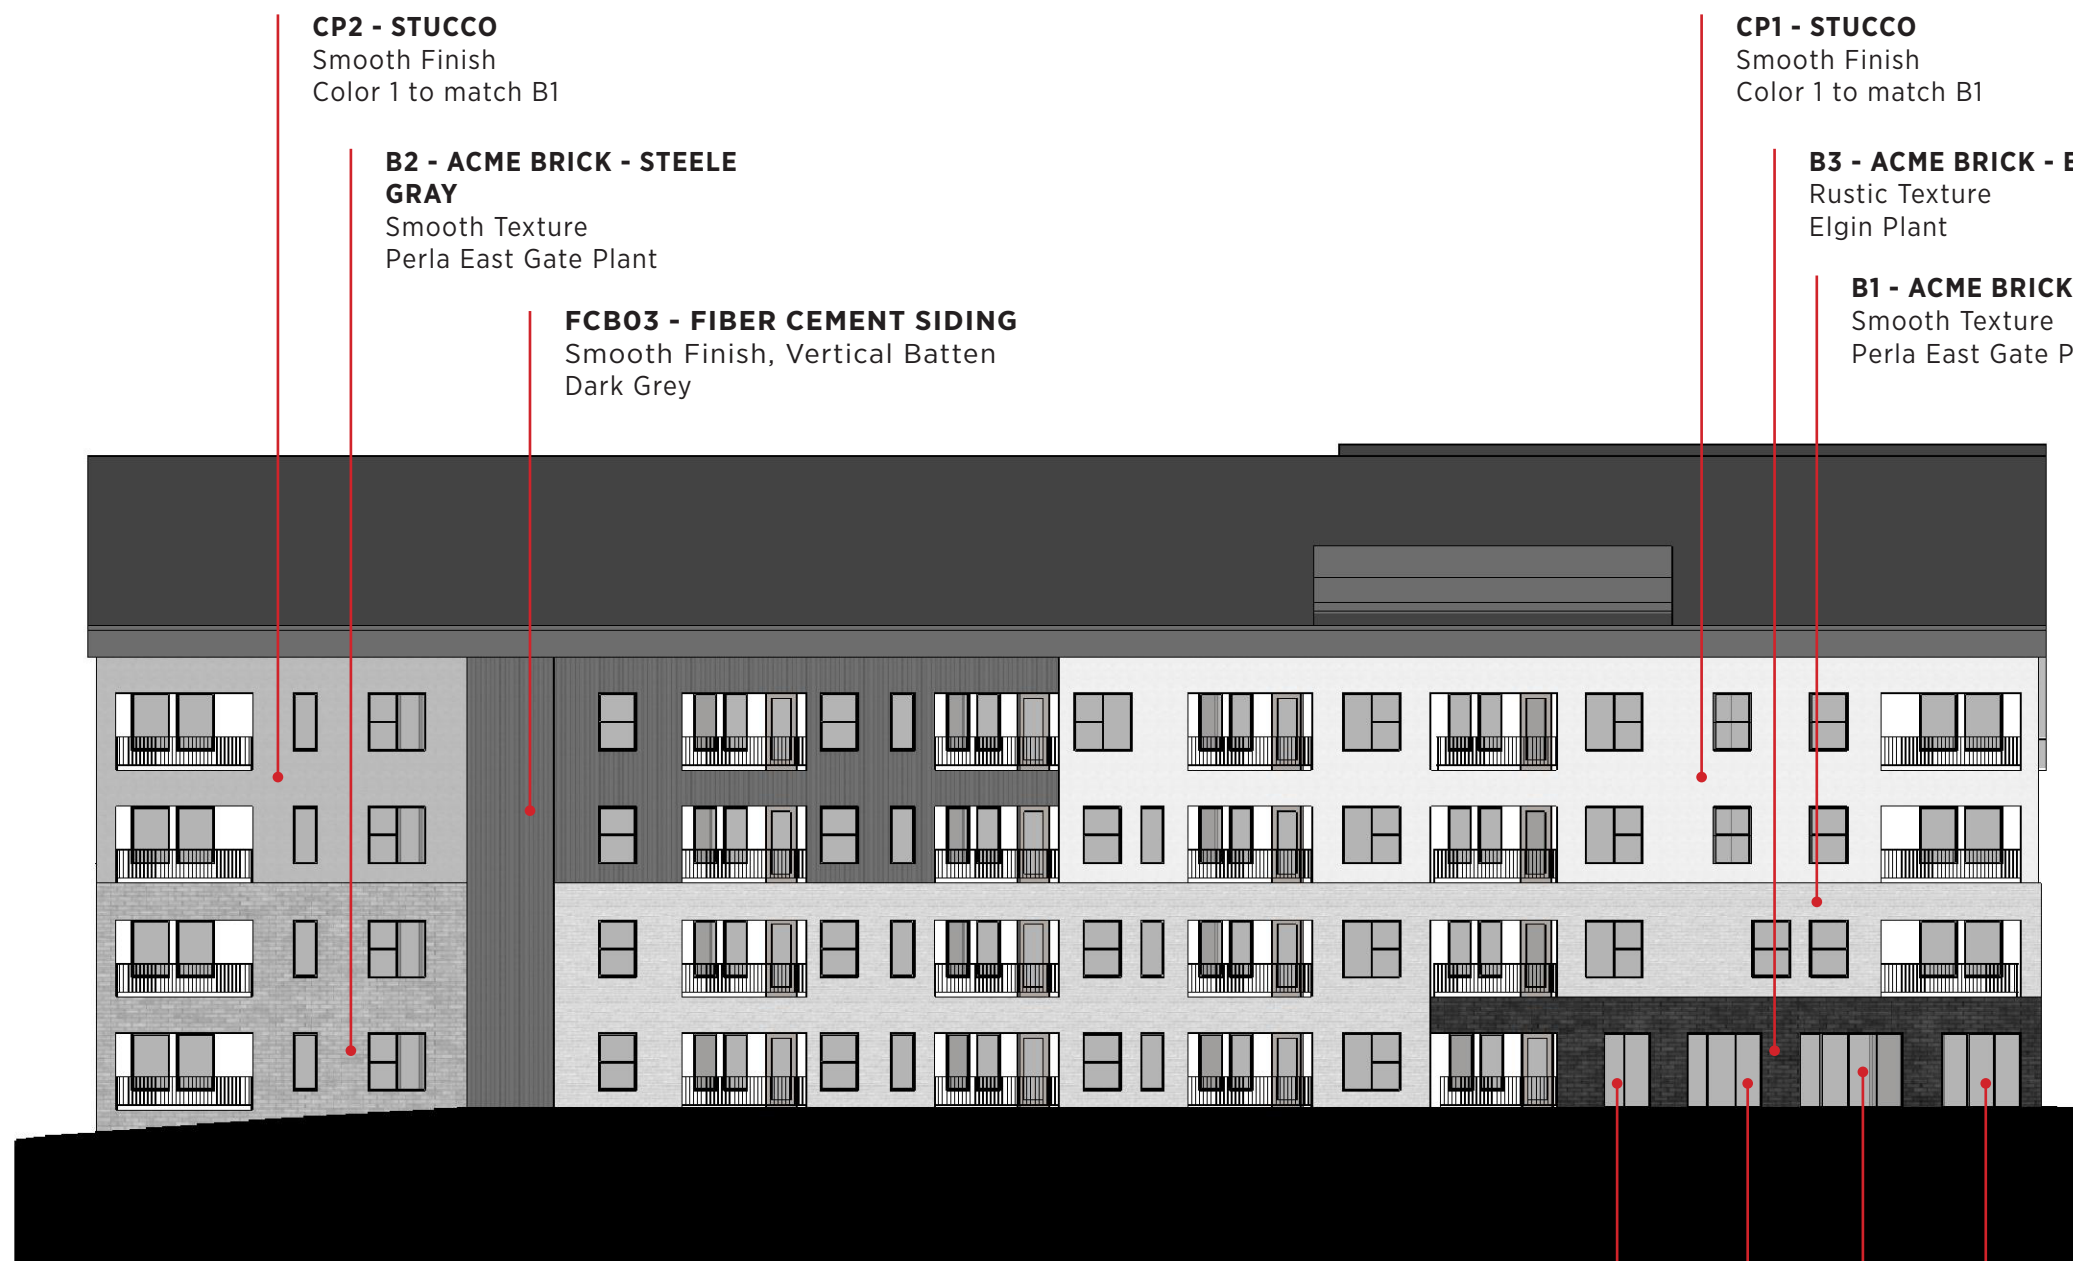 CP2 - STUCCO
Smooth Finish
Color 1 to match B1
B2 - ACME BRICK - STEELE
GRAY
Smooth Texture
Perla East Gate Plant
FCB03 - FIBER CEMENT SIDING
Smooth Finish, Vertical Batten
Dark Grey
CP1 - STUCCO
Smooth Finish
Color 1 to match B1
B3 - ACME BRICK -
Rustic Texture
Elgin Plant
B1 - ACME BRICK
Smooth Texture
Perla East Gate